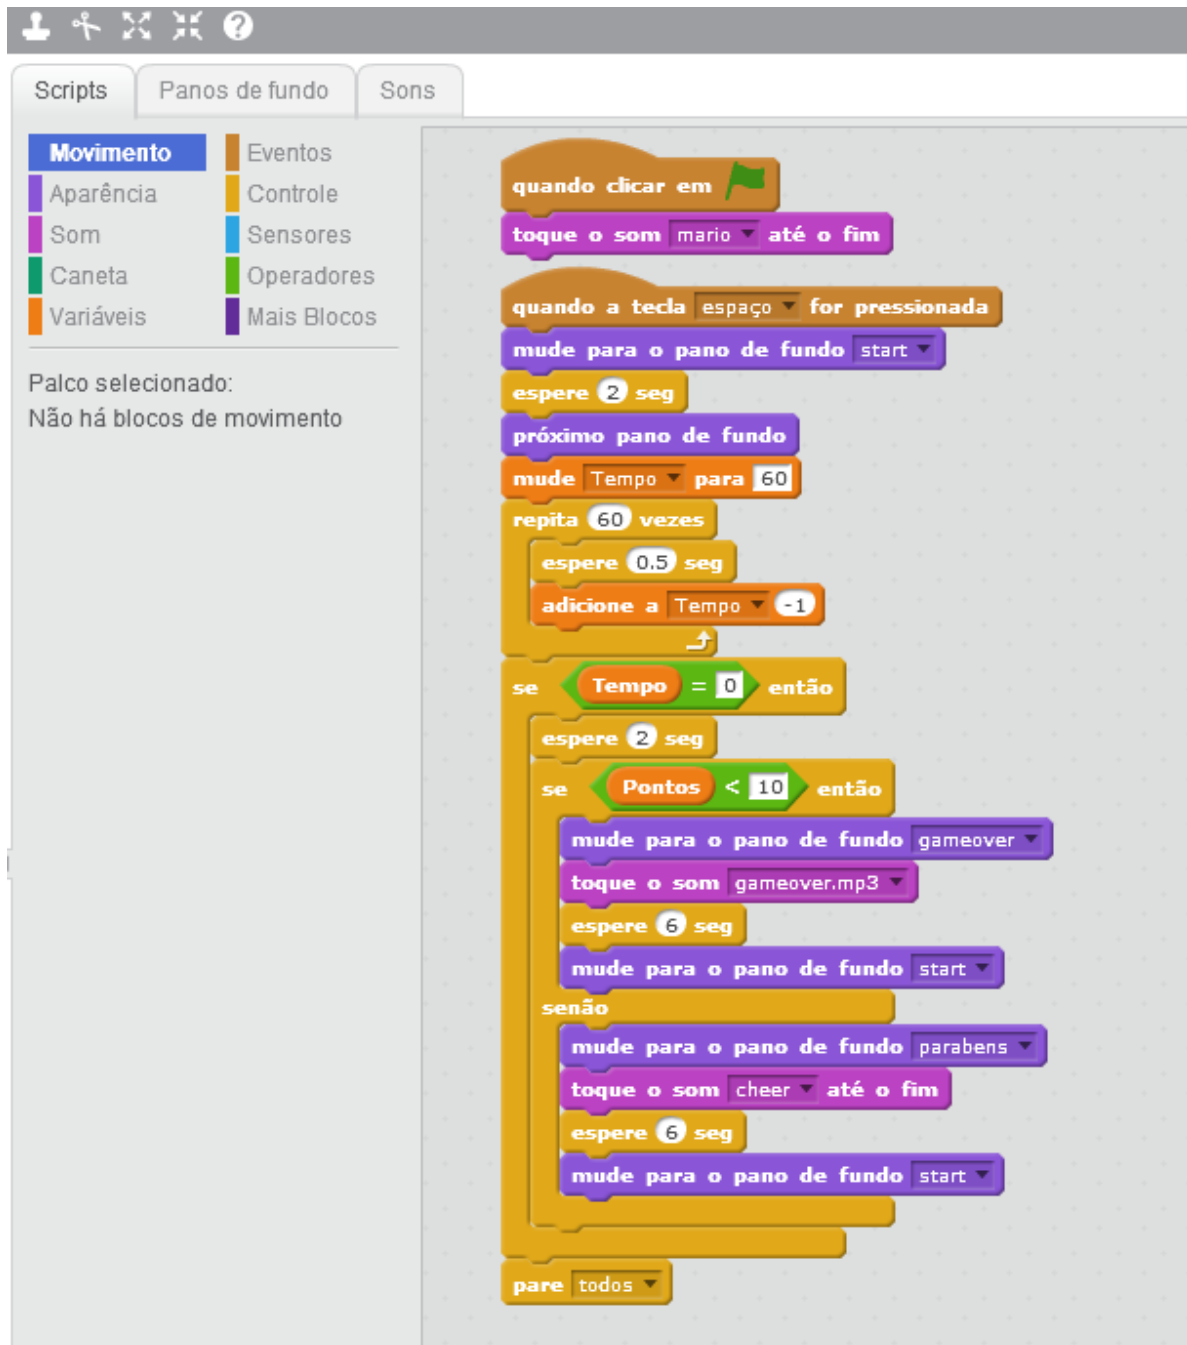 Scripts Panos de fundo Sons
Movimento Eventos
Aparência Controle
Som Sensores
Caneta Operadores
Variáveis Mais Blocos
Palco selecionado:
Não há blocos de movimento
quando clicar em
toque o som mario até o fim
quando a tecla espaço for pressionada
mude para o pano de fundo start
espere 2 seg
próximo pano de fundo
mude Tempo para 60
repita 60 vezes
espere 0.5 seg
adicione a Tempo -1
se Tempo = 0 então
espere 2 seg
se Pontos < 10 então
mude para o pano de fundo gameover
toque o som gameover.mp3
espere 6 seg
mude para o pano de fundo start
senão
mude para o pano de fundo parabens
toque o som cheer até o fim
espere 6 seg
mude para o pano de fundo start
pare todos